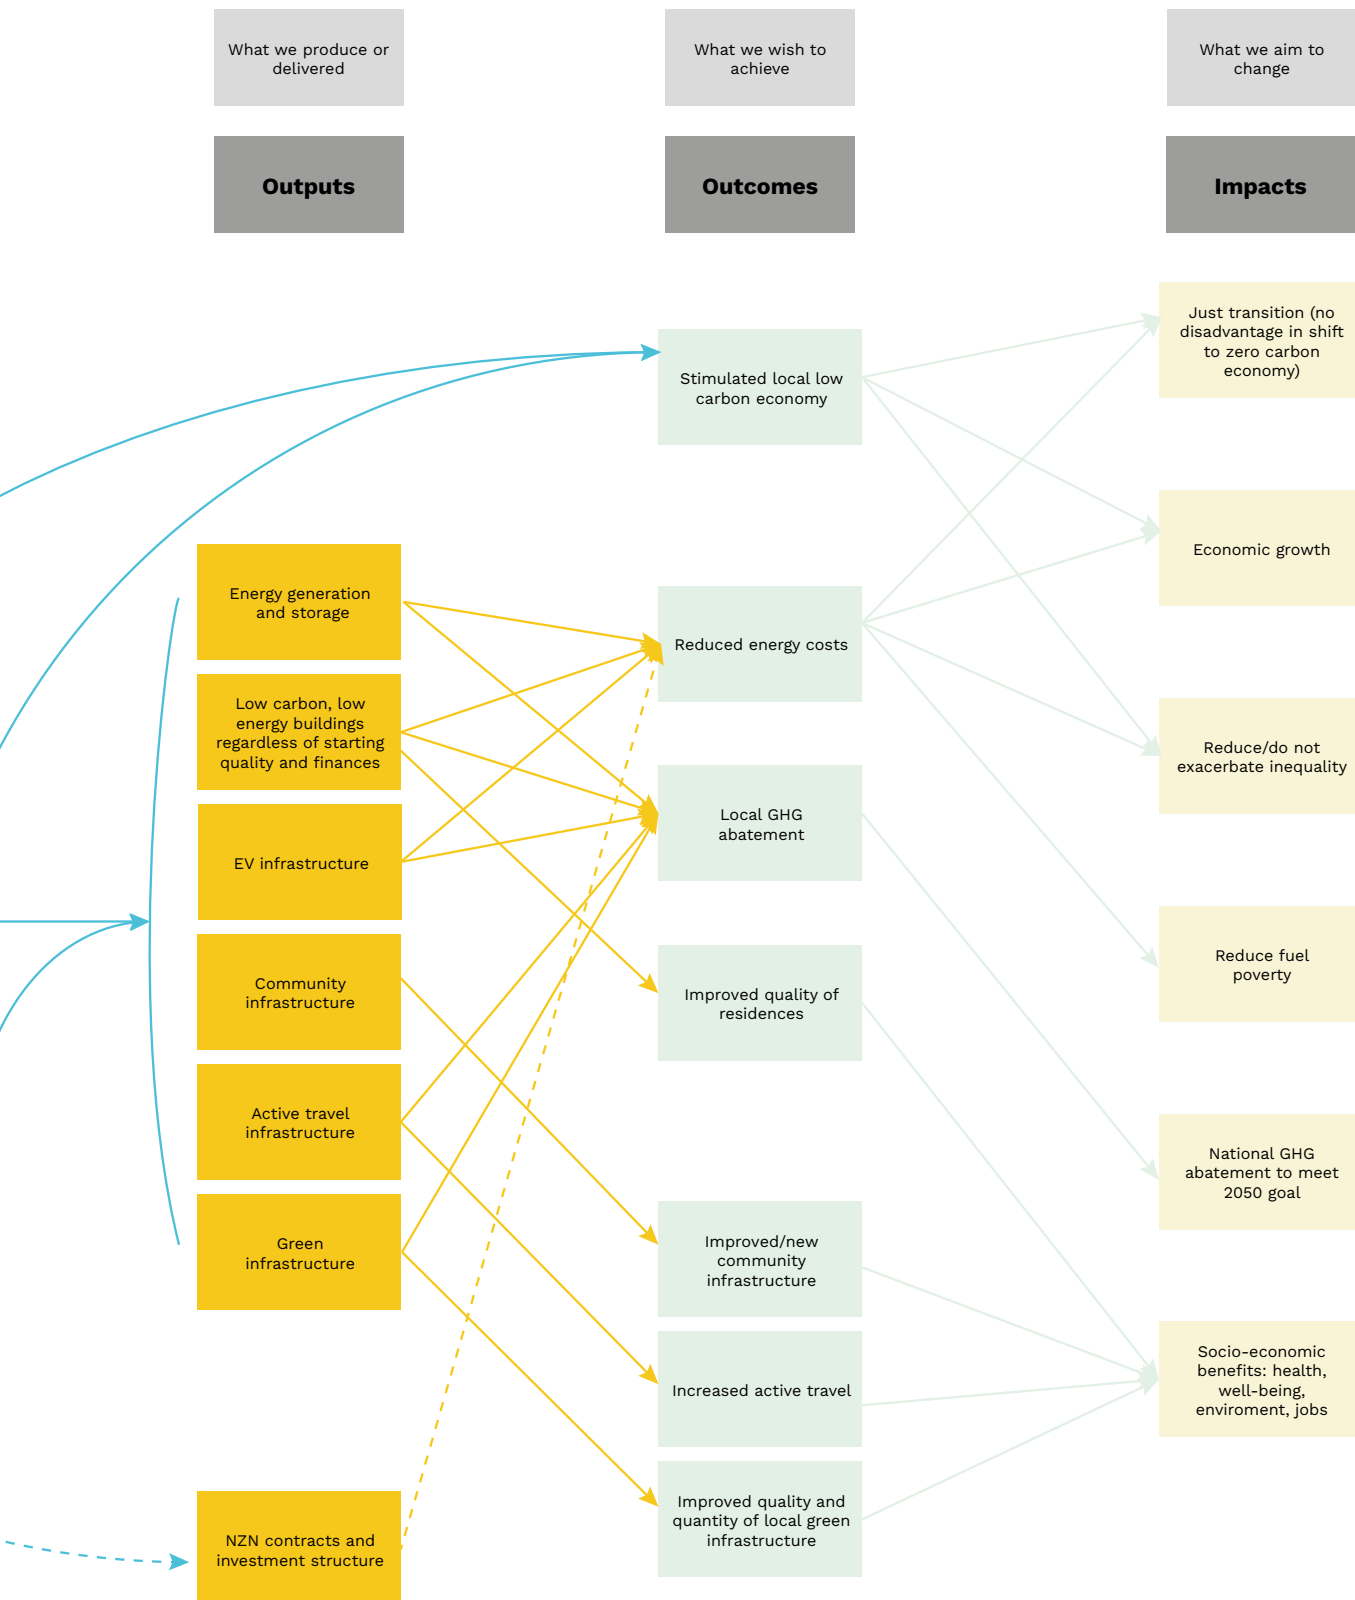 What we produce or
delivered
What we wish to
achieve
What we aim to
change
Outputs
Outcomes
Impacts
Energy generation
and storage
Low carbon, low
energy buildings
regardless of starting
quality and finances
EV infrastructure
Community
infrastructure
Active travel
infrastructure
Green
infrastructure
NZN contracts and
investment structure
Stimulated local low
carbon economy
Reduced energy costs
Local GHG
abatement
Improved quality of
residences
Improved/new
community
infrastructure
Increased active travel
Improved quality and
quantity of local green
infrastructure
Just transition (no
disadvantage in shift
to zero carbon
economy)
Economic growth
Reduce/do not
exacerbate inequality
Reduce fuel
poverty
National GHG
abatement to meet
2050 goal
Socio-economic
benefits: health,
well-being,
enviroment, jobs